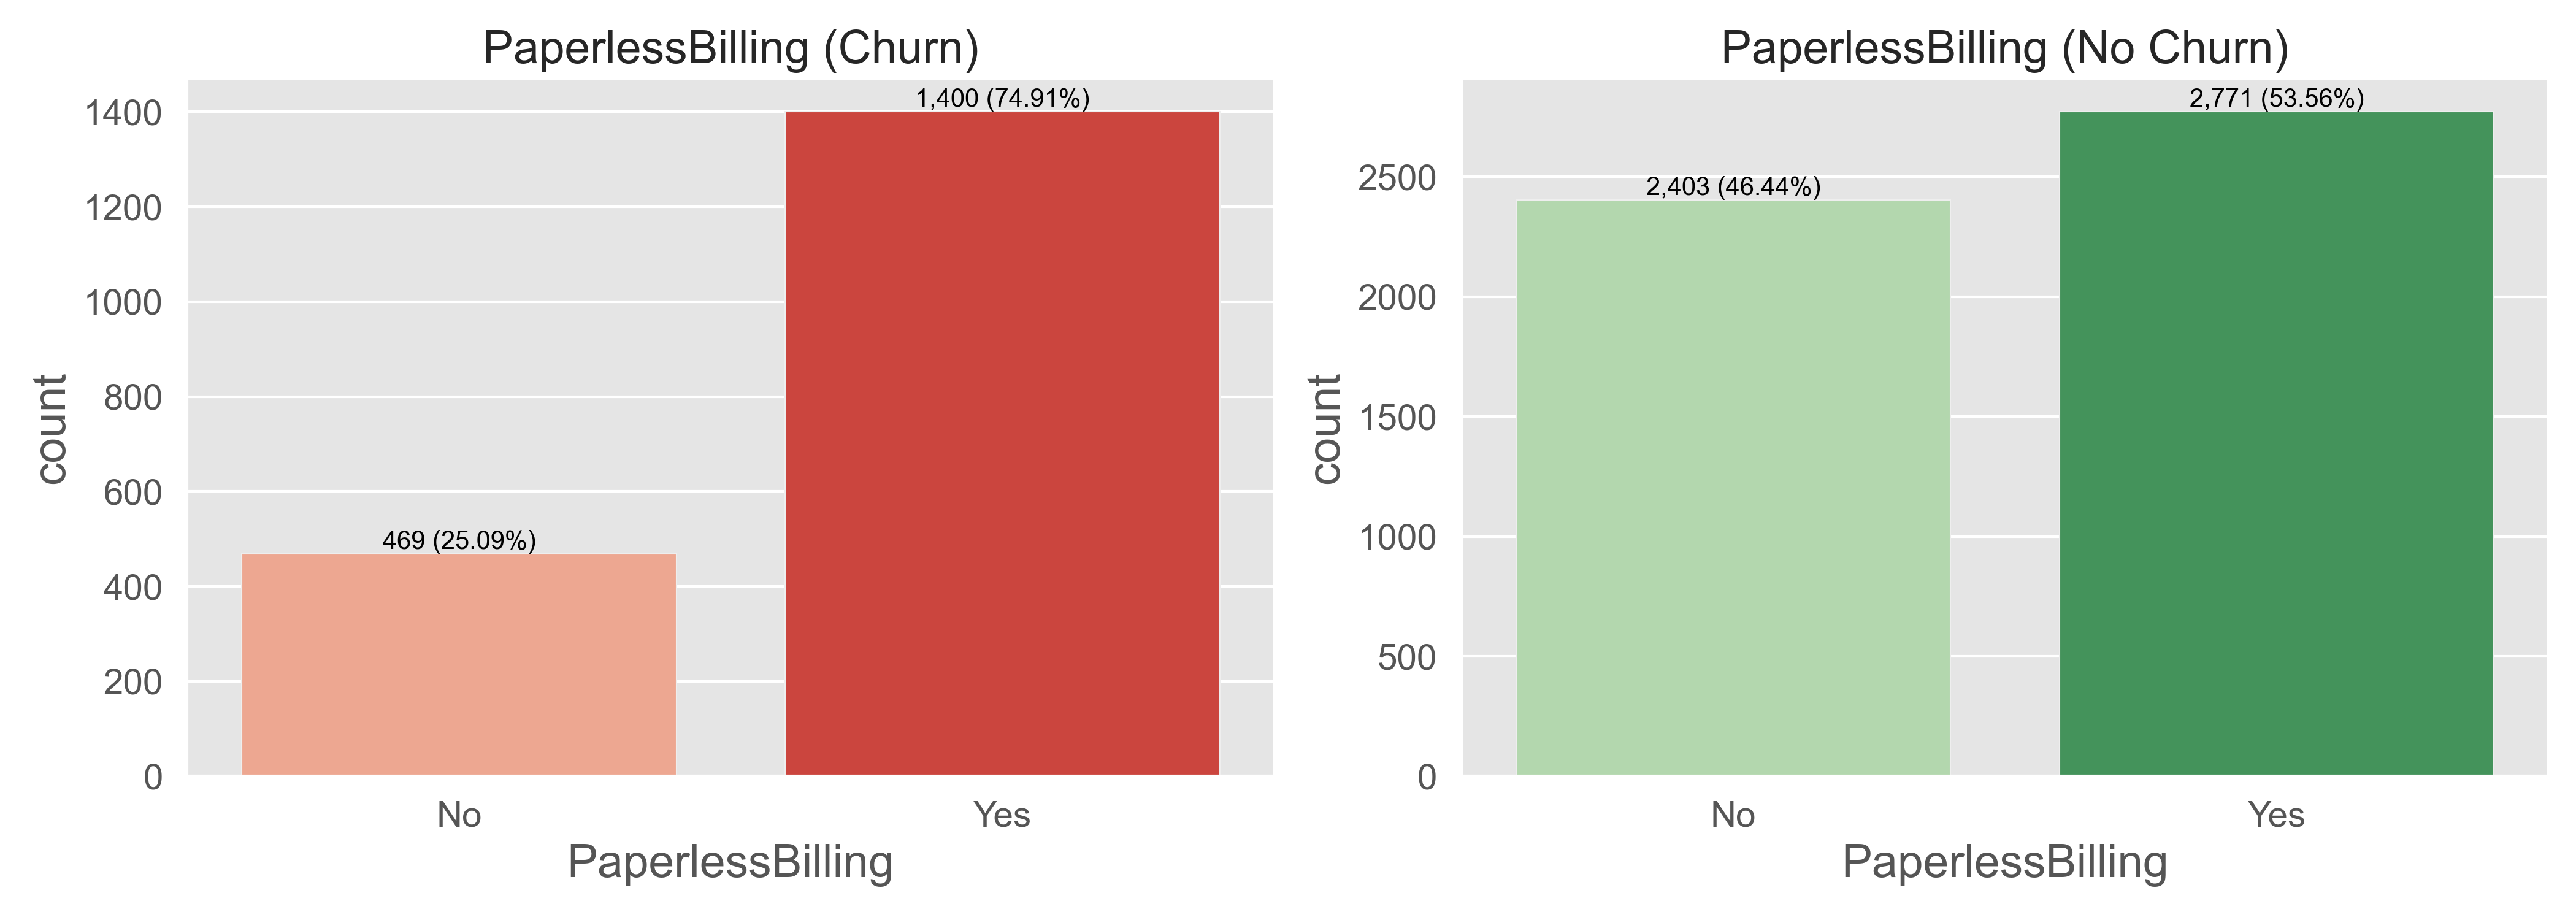 PaperlessBilling (Churn)
1,400 (74.91%)
469 (25.09%)
1400
1200
1000
800
600
400
200
0
count
No
Yes
PaperlessBilling
PaperlessBilling (No Churn)
2,771 (53.56%)
2,403 (46.44%)
2500
2000
1500
1000
500
0
count
No
Yes
PaperlessBilling